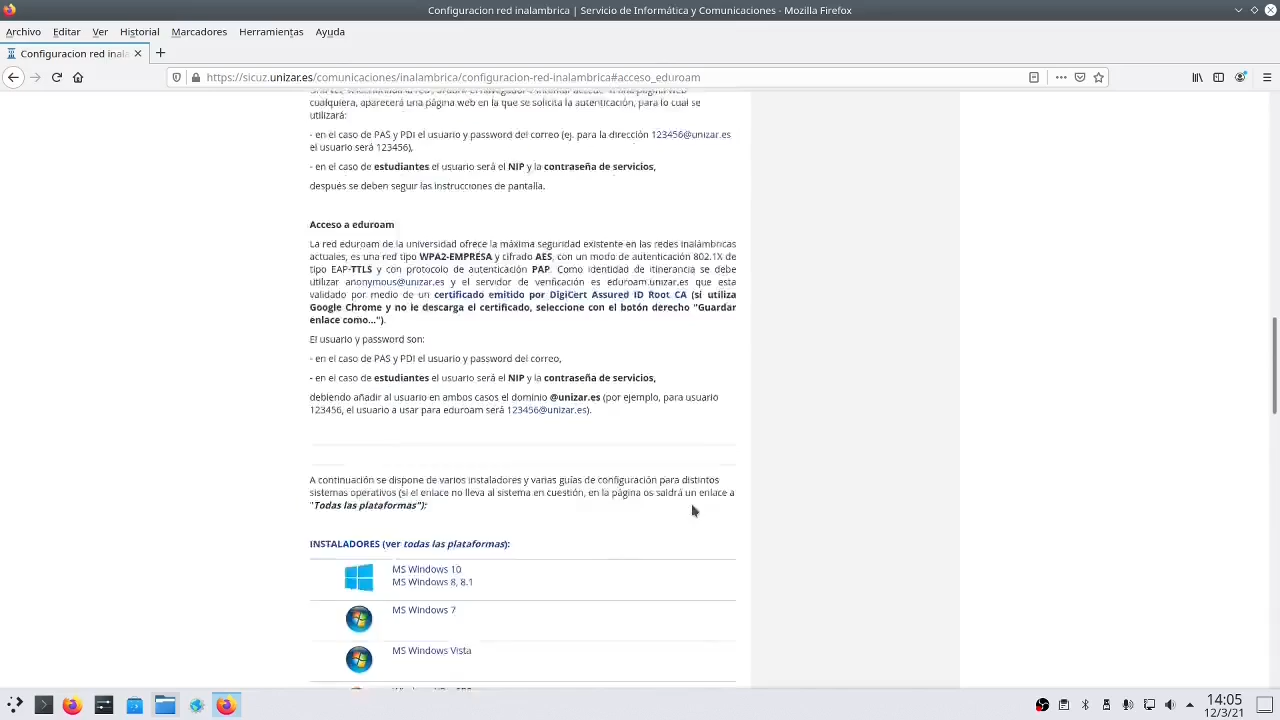 Configuracion red inalambrica | Servicio de Informática y Comunicaciones - Mozilla Firefox
Archivo Editar Ver Historial Marcadores Herramientas Ayuda
Configuracion red inala
https://sicuz.unizar.es/comunicaciones/inalambrica/configuracion-red-inalambrica#acceso_eduroam
cualquiera, aparecerá una página web en la que se solicita la autenticación, para lo cual se
utilizará:
- en el caso de PAS y PDI el usuario y password del correo (ej. para la dirección 123456@unizar.es
el usuario será 123456),
- en el caso de estudiantes el usuario será el NIP y la contraseña de servicios,
después se deben seguir las instrucciones de pantalla.
Acceso a eduroam
La red eduroam de la universidad ofrece la máxima seguridad existente en las redes inalámbricas
actuales, es una red tipo WPA2-EMPRESA y cifrado AES, con un modo de autenticación 802.1X de
tipo EAP-TTLS y con protocolo de autenticación PAP. Como identidad de itinerancia se debe
utilizar anonymous@unizar.es y el servidor de verificación es eduroam.unizar.es que esta
validado por medio de un certificado emitido por DigiCert Assured ID Root CA (si utiliza
Google Chrome y no le descarga el certificado, seleccione con el botón derecho "Guardar
enlace como...").
El usuario y password son:
- en el caso de PAS y PDI el usuario y password del correo,
- en el caso de estudiantes el usuario será el NIP y la contraseña de servicios,
debiendo añadir al usuario en ambos casos el dominio @unizar.es (por ejemplo, para usuario
123456, el usuario a usar para eduroam será 123456@unizar.es).
A continuación se dispone de varios instaladores y varias guías de configuración para distintos
sistemas operativos (si el enlace no lleva al sistema en cuestión, en la página os saldrá un enlace a
"Todas las plataformas"):
INSTALADORES (ver todas las plataformas):
MS Windows 10
MS Windows 8, 8.1
MS Windows 7
MS Windows Vista
14:05
12/3/21